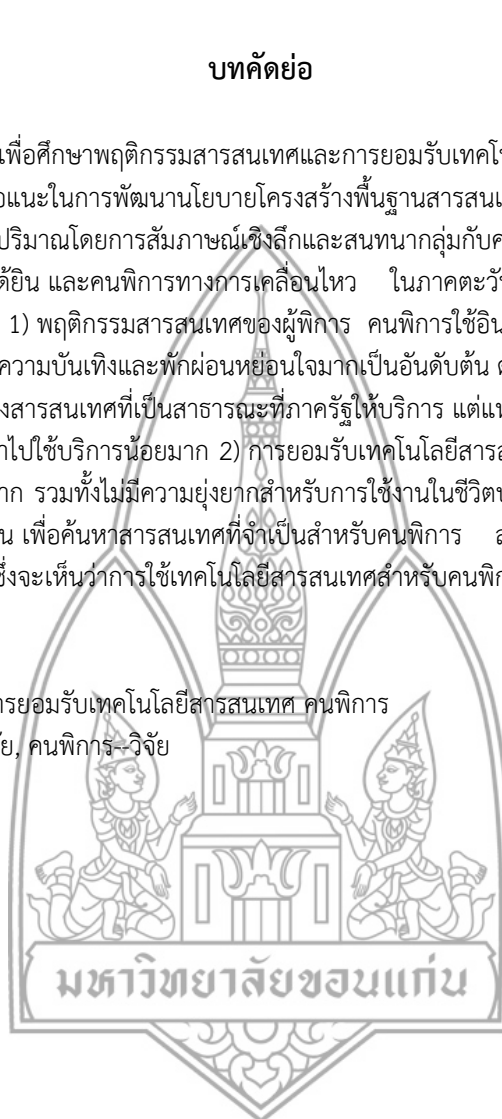 บทคัดย่อ
เพื่อศึกษาพฤติกรรมสารสนเทศและการยอมรับเทคโน
อแนะในการพัฒนานโยบายโครงสร้างพื้นฐานสารสนเ
ปริมาณโดยการสัมภาษณ์เชิงลึกและสนทนากลุ่มกับค
ด้ยิน และคนพิการทางการเคลื่อนไหว ในภาคตะวั
1) พฤติกรรมสารสนเทศของผู้พิการ คนพิการใช้อิน
ความบันเทิงและพักผ่อนหย่อนใจมากเป็นอันดับต้น
งสารสนเทศที่เป็นสาธารณะที่ภาครัฐให้บริการ แต่แห
าไปใช้บริการน้อยมาก 2) การยอมรับเทคโนโลยีสารส
าก รวมทั้งไม่มีความยุ่งยากสำหรับการใช้งานในชีวิต
น เพื่อค้นหาสารสนเทศที่จำเป็นสำหรับคนพิการ
ซึ่งจะเห็นว่าการใช้เทคโนโลยีสารสนเทศสำหรับคนพิก
ารยอมรับเทคโนโลยีสารสนเทศ คนพิการ
ัย, คนพิการ--วิจัย
มหาวิทยาลัยขอนแก่น